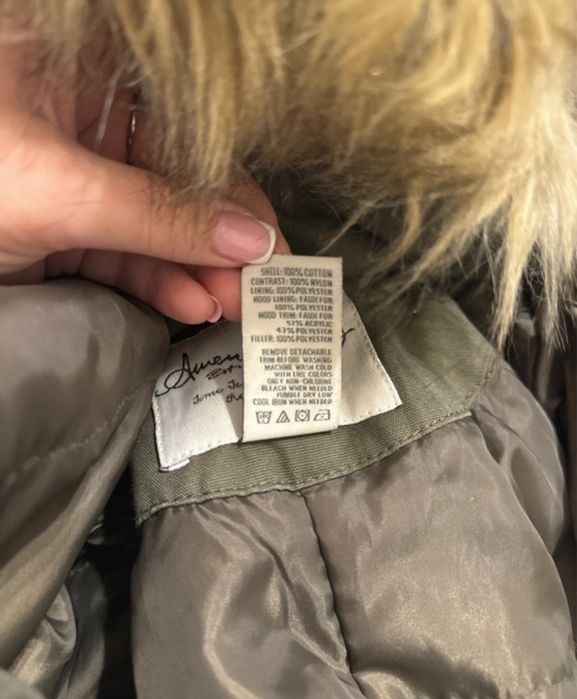 SHELL: 100% COTTON
CONTRAST: 100% NYLON
LINING: 100% POLYESTER
HOOD LINING: FAUX FUR
100% POLYESTER
HOOD TRIM: FAUX FUR
57% ACRYLIC
43% POLYESTER
FILLER: 100% POLYESTER
REMOVE DETACHABLE
TRIM BEFORE WASHING
MACHINE WASH COLD
WITH COLORS
ONLY NON-CHLORINE
BLEACH WHEN NEEDED
TUMBLE DRY LOW
COOL IRON WHEN NEEDED